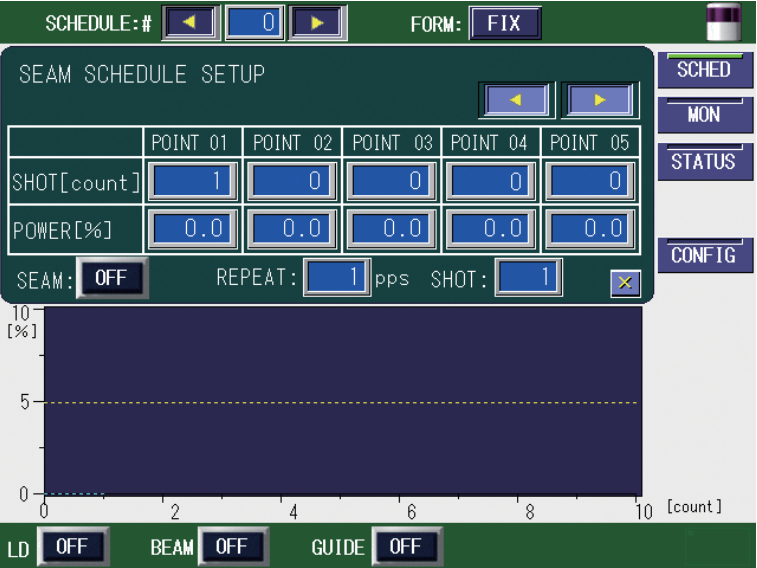 SCHEDULE:# 0 FORM: FIX
SEAM SCHEDULE SETUP
SCHED
MON
STATUS
CONFIG
POINT 01 POINT 02 POINT 03 POINT 04 POINT 05
SHOT[count] 1 0 0 0 0
POWER[%] 0.0 0.0 0.0 0.0 0.0
SEAM: OFF REPEAT: 1 pps SHOT: 1 ×
10
[%]
5
0
0 2 4 6 8 10 [count]
LD OFF BEAM OFF GUIDE OFF